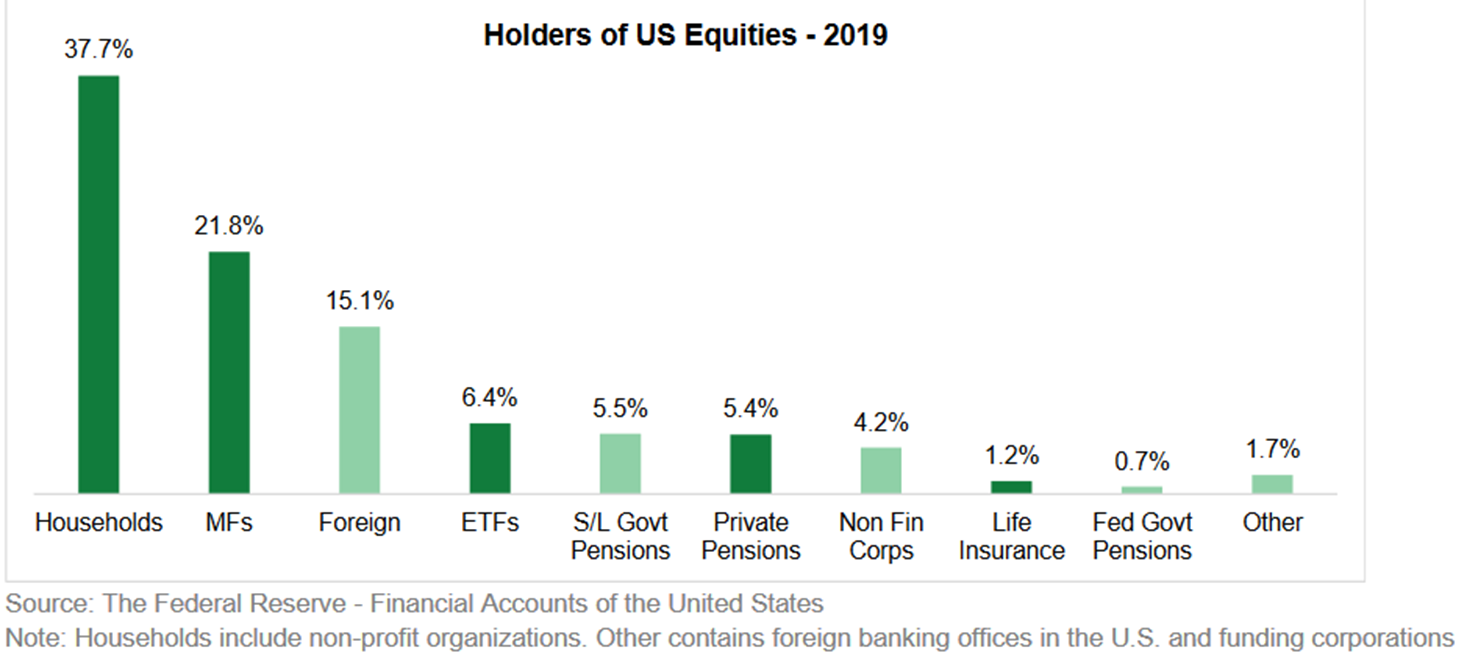 Holders of US Equities - 2019
37.7%
21.8%
15.1%
6.4%
5.5%
5.4%
4.2%
1.2%
0.7%
1.7%
Households
MFs
Foreign
ETFs
S/L Govt
Pensions
Private
Pensions
Non Fin
Corps
Life
Insurance
Fed Govt
Pensions
Other
Source: The Federal Reserve - Financial Accounts of the United States
Note: Households include non-profit organizations. Other contains foreign banking offices in the U.S. and funding corporations